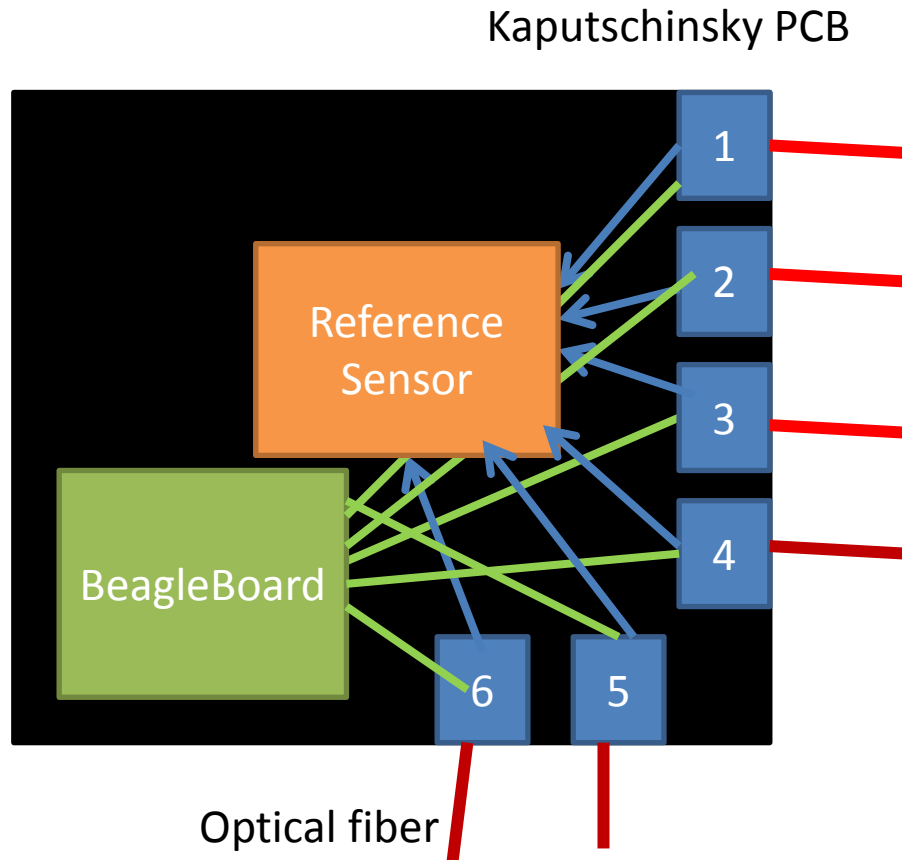 Kaputschinsky PCB
1
2
Reference
Sensor
3
4
BeagleBoard
6
5
Optical fiber